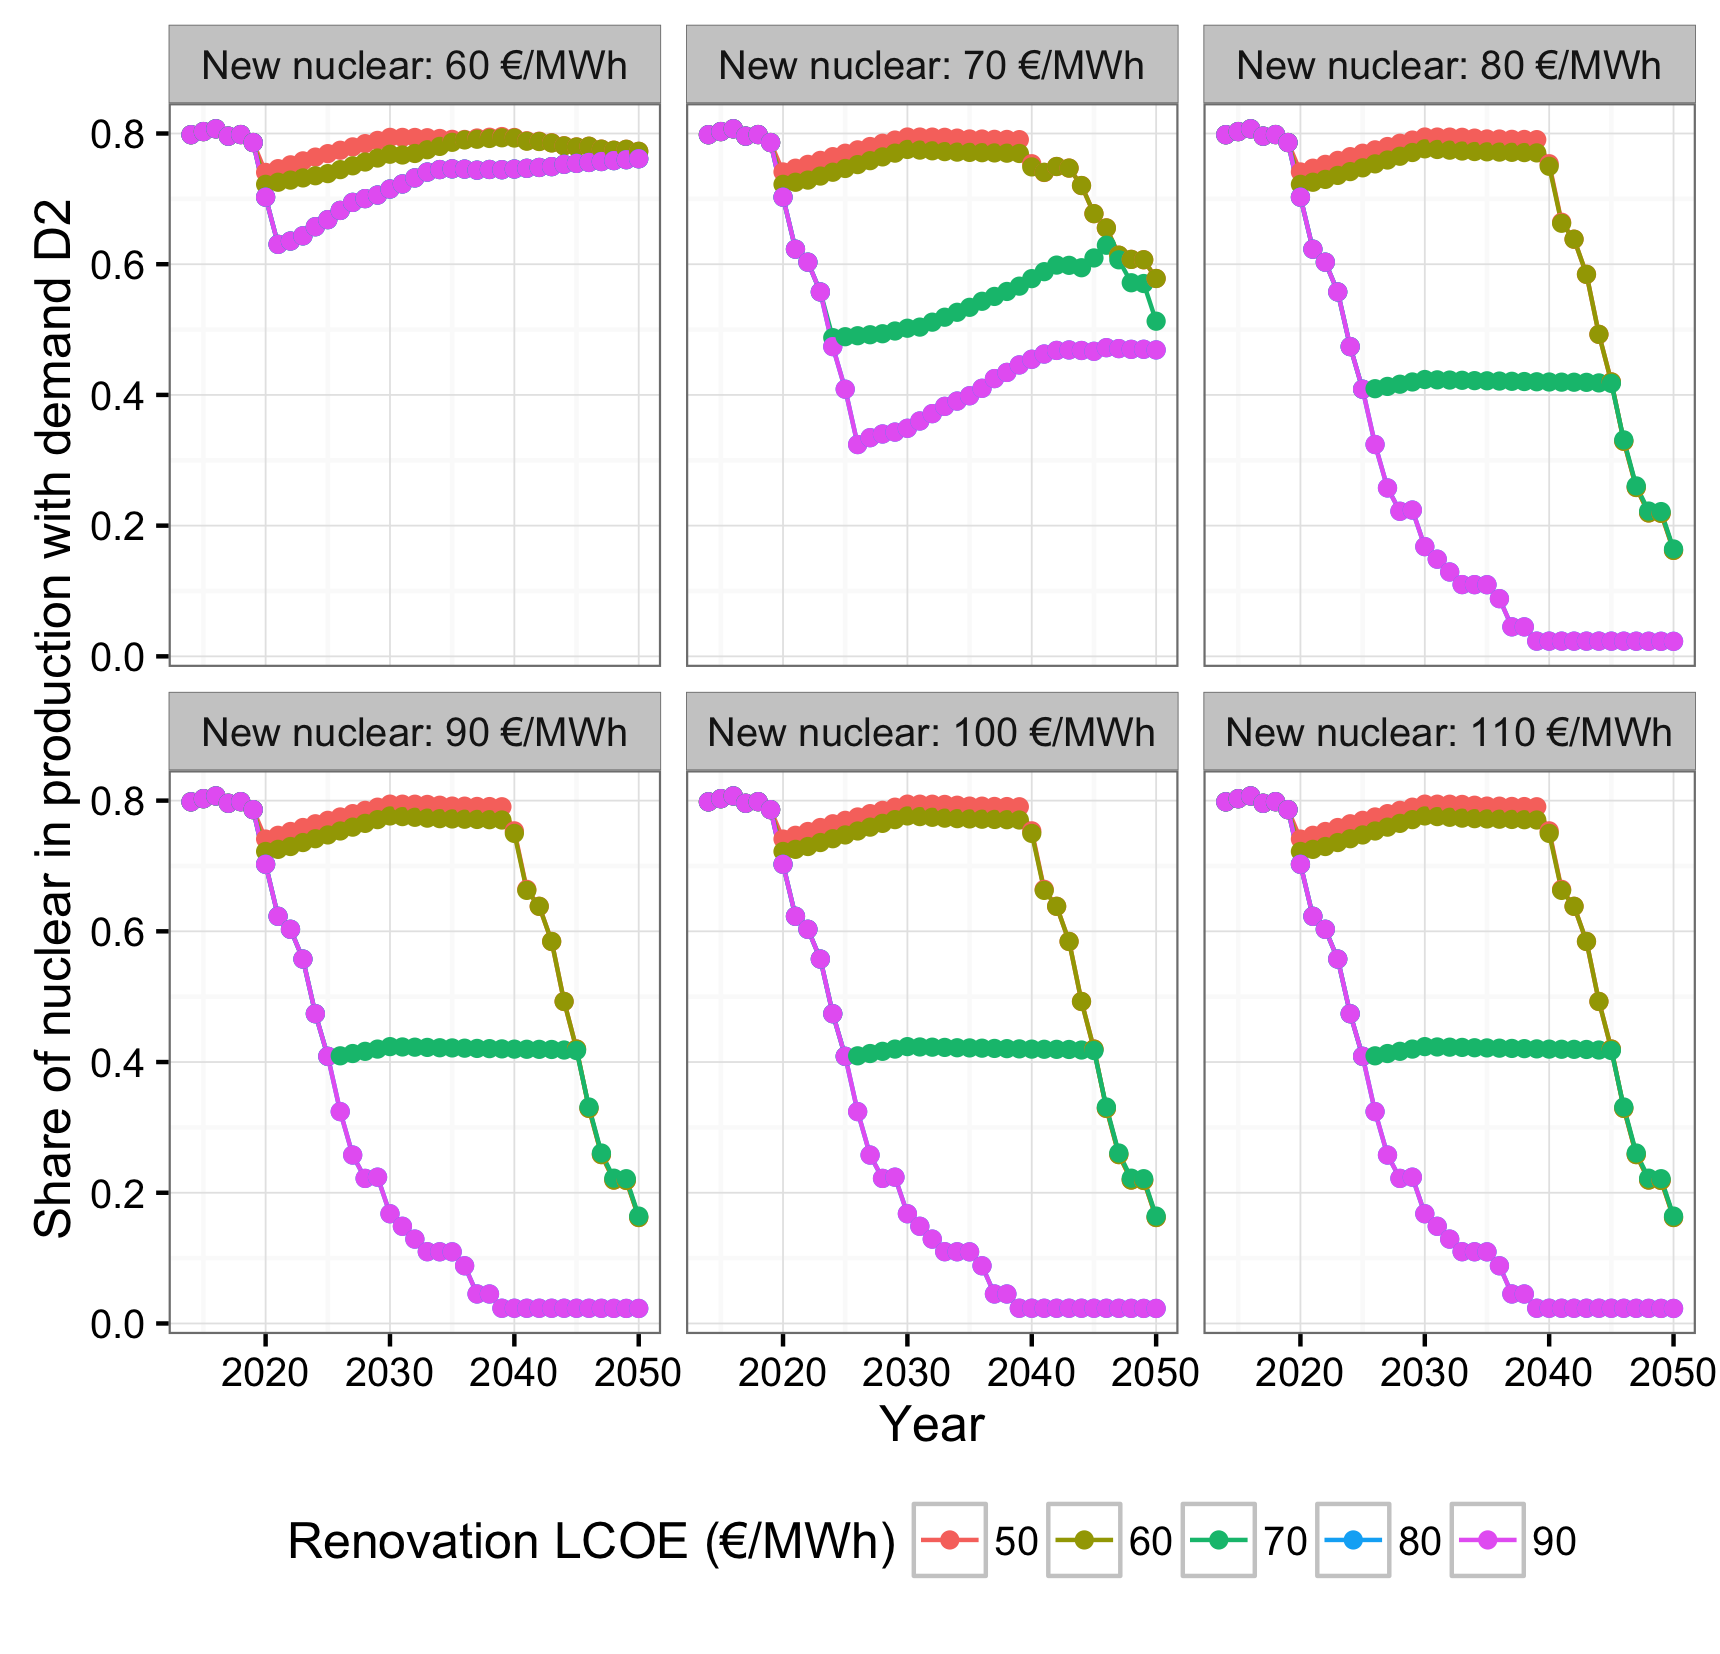 New nuclear: 60 €/MWh
New nuclear: 70 €/MWh
New nuclear: 80 €/MWh
0.8
0.6
0.4
0.2
0.0
New nuclear: 90 €/MWh
New nuclear: 100 €/MWh
New nuclear: 110 €/MWh
0.8
0.6
0.4
0.2
0.0
Share of nuclear in production with demand D2
2020 2030 2040 2050
2020 2030 2040 2050
2020 2030 2040 2050
Year
Renovation LCOE (€/MWh) 50 60 70 80 90